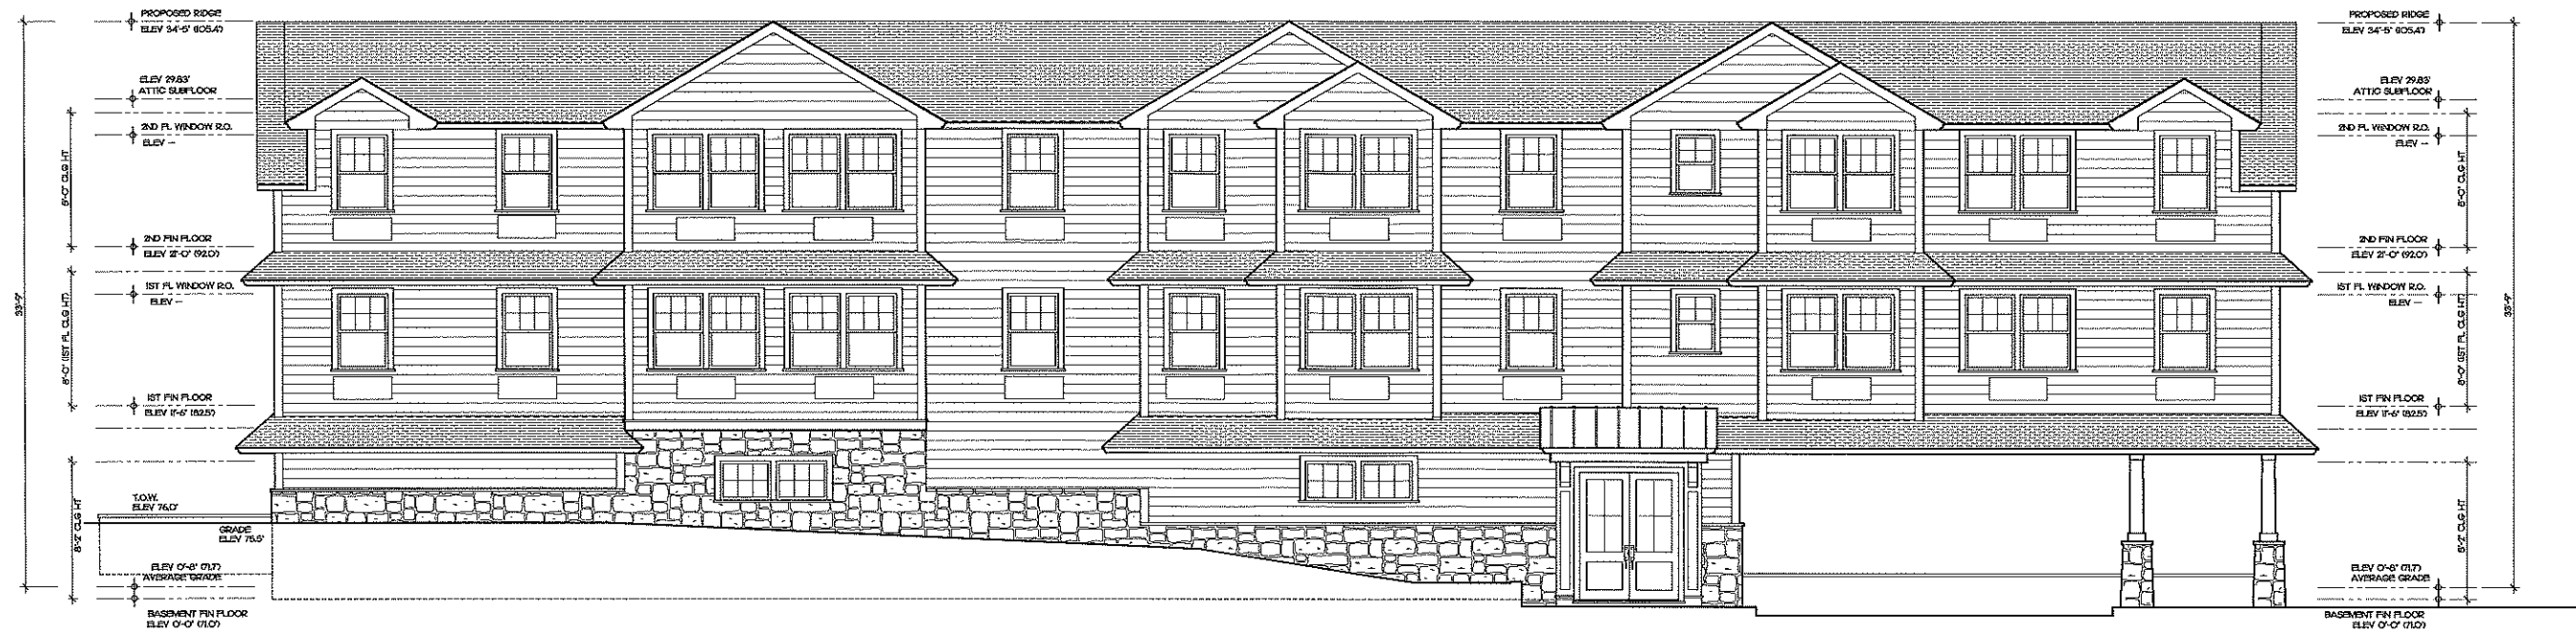 PROPOSED RIDGE
ELEV 34'-5" (105.4')
ELEV 29.83'
ATTIC SUBFLOOR
2ND FL WINDOW R.O.
ELEV --
8'-0" CLG HT
2ND FIN FLOOR
ELEV 21'-0" (92.0')
1ST FL WINDOW R.O.
ELEV --
33'-9"
8'-0" (1ST FL CLG HT)
1ST FIN FLOOR
ELEV 11'-6" (82.5')
T.O.W.
ELEV 76.0'
8'-2" CLG HT
GRADE
ELEV 75.5'
ELEV 0'-8" (71.7')
AVERAGE GRADE
BASEMENT FIN FLOOR
ELEV 0'-0" (71.0')
PROPOSED RIDGE
ELEV 34'-5" (105.4')
ELEV 29.83'
ATTIC SUBFLOOR
2ND FL WINDOW R.O.
ELEV --
8'-0" CLG HT
2ND FIN FLOOR
ELEV 21'-0" (92.0')
1ST FL WINDOW R.O.
ELEV --
33'-9"
8'-0" (1ST FL CLG HT)
1ST FIN FLOOR
ELEV 11'-6" (82.5')
8'-2" CLG HT
ELEV 0'-8" (71.7')
AVERAGE GRADE
BASEMENT FIN FLOOR
ELEV 0'-0" (71.0')